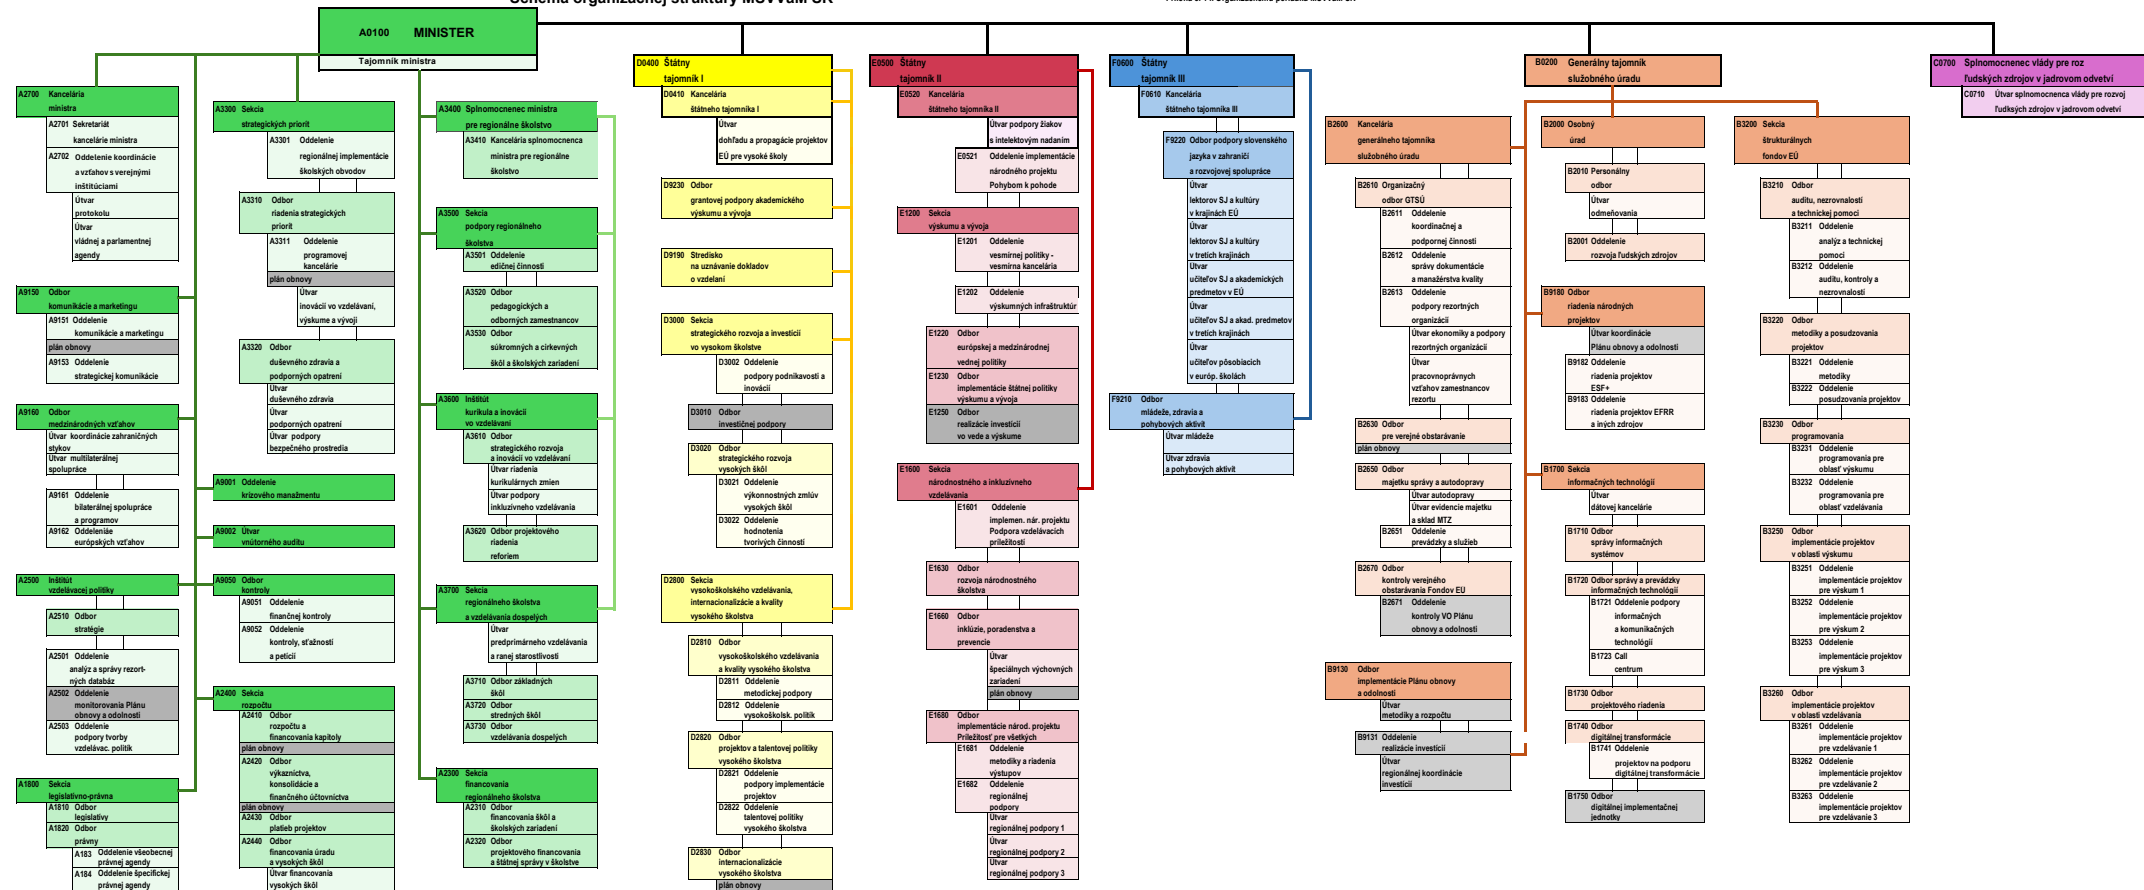 A0100 MINISTER
Tajomník ministra
A2700 Kancelária
ministra
A2701 Sekretariát
kancelárie ministra
A2702 Oddelenie koordinácie
a vzťahov s verejnými
inštitúciami
Útvar
protokolu
Útvar
vládnej a parlamentnej
agendy
A9150 Odbor
komunikácie a marketingu
A9151 Oddelenie
komunikácie a marketingu
plán obnovy
A9153 Oddelenie
strategickej komunikácie
A9160 Odbor
medzinárodných vzťahov
Útvar koordinácie zahraničných
stykov
Útvar multilaterálnej
spolupráce
A9161 Oddelenie
bilaterálnej spolupráce
a programov
A9162 Oddeleniáe
európskych vzťahov
A2500 Inštitút
vzdelávacej politiky
A2510 Odbor
stratégie
A2501 Oddelenie
analýz a správy rezort-
ných databáz
A2502 Oddelenie
monitorovania Plánu
obnovy a odolnosti
A2503 Oddelenie
podpory tvorby
vzdelávac. politík
A1800 Sekcia
legislatívno-právna
A1810 Odbor
legislatívy
A1820 Odbor
právny
A183 Oddelenie všeobecnej
právnej agendy
A184 Oddelenie špecifickej
právnej agendy
A3300 Sekcia
strategických priorít
A3301 Oddelenie
regionálnej implementácie
školských obvodov
A3310 Odbor
riadenia strategických
priorít
A3311 Oddelenie
programovej
kancelárie
plán obnovy
Útvar
inovácií vo vzdelávaní,
výskume a vývoji
A3320 Odbor
duševného zdravia a
podporných opatrení
Útvar
duševného zdravia
Útvar
podporných opatrení
Útvar podpory
bezpečného prostredia
A9001 Oddelenie
krízového manažmentu
A9002 Útvar
vnútorného auditu
A9050 Odbor
kontroly
A9051 Oddelenie
finančnej kontroly
A9052 Oddelenie
kontroly, sťažností
a petícií
A2400 Sekcia
rozpočtu
A2410 Odbor
rozpočtu a
financovania kapitoly
plán obnovy
A2420 Odbor
výkazníctva,
konsolidácie a
finančného účtovníctva
plán obnovy
A2430 Odbor
platieb projektov
A2440 Odbor
financovania úradu
a vysokých škôl
Útvar financovania
vysokých škôl
A3400 Splnomocnenec ministra
pre regionálne školstvo
A3410 Kancelária splnomocnenca
ministra pre regionálne
školstvo
A3500 Sekcia
podpory regionálneho
školstva
A3501 Oddelenie
edičnej činnosti
A3520 Odbor
pedagogických a
odborných zamestnancov
A3530 Odbor
súkromných a cirkevných
škôl a školských zariadení
A3600 Inštitút
kurikula a inovácií
vo vzdelávaní
A3610 Odbor
strategického rozvoja
a inovácií vo vzdelávaní
Útvar riadenia
kurikulárnych zmien
Útvar podpory
inkluzívneho vzdelávania
A3620 Odbor projektového
riadenia
reforiem
A3700 Sekcia
regionálneho školstva
a vzdelávania dospelých
Útvar
predprimárneho vzdelávania
a ranej starostlivosti
A3710 Odbor základných
škôl
A3720 Odbor
stredných škôl
A3730 Odbor
vzdelávania dospelých
A2300 Sekcia
financovania
regionálneho školstva
A2310 Odbor
financovania škôl a
školských zariadení
A2320 Odbor
projektového financovania
a štátnej správy v školstve
D0400 Štátny
tajomník I
D0410 Kancelária
štátneho tajomníka I
Útvar
dohľadu a propagácie projektov
EÚ pre vysoké školy
D9230 Odbor
grantovej podpory akademického
výskumu a vývoja
D9190 Stredisko
na uznávanie dokladov
o vzdelaní
D3000 Sekcia
strategického rozvoja a investícií
vo vysokom školstve
D3002 Oddelenie
podpory podnikavosti a
inovácií
D3010 Odbor
investičnej podpory
D3020 Odbor
strategického rozvoja
vysokých škôl
D3021 Oddelenie
výkonnostných zmlúv
vysokých škôl
D3022 Oddelenie
hodnotenia
tvorivých činností
D2800 Sekcia
vysokoškolského vzdelávania,
internacionalizácie a kvality
vysokého školstva
D2810 Odbor
vysokoškolského vzdelávania
a kvality vysokého školstva
D2811 Oddelenie
metodickej podpory
D2812 Oddelenie
vysokoškolsk. politík
D2820 Odbor
projektov a talentovej politiky
vysokého školstva
D2821 Oddelenie
podpory implementácie
projektov
D2822 Oddelenie
talentovej politiky
vysokého školstva
D2830 Odbor
internacionalizácie
vysokého školstva
plán obnovy
E0500 Štátny
tajomník II
E0520 Kancelária
štátneho tajomníka II
Útvar podpory žiakov
s intelektovým nadaním
E0521 Oddelenie implementácie
národného projektu
Pohybom k pohode
E1200 Sekcia
výskumu a vývoja
E1201 Oddelenie
vesmírnej politiky -
vesmírna kancelária
E1202 Oddelenie
výskumných infraštruktúr
E1220 Odbor
európskej a medzinárodnej
vednej politiky
E1230 Odbor
implementácie štátnej politiky
výskumu a vývoja
E1250 Odbor
realizácie investícií
vo vede a výskume
E1600 Sekcia
národnostného a inkluzívneho
vzdelávania
E1601 Oddelenie
implemen. nár. projektu
Podpora vzdelávacích
príležitostí
E1630 Odbor
rozvoja národnostného
školstva
E1660 Odbor
inklúzie, poradenstva a
prevencie
Útvar
špeciálnych výchovných
zariadení
plán obnovy
E1680 Odbor
implementácie národ. projektu
Príležitosť pre všetkých
E1681 Oddelenie
metodiky a riadenia
výstupov
E1682 Oddelenie
regionálnej
podpory
Útvar
regionálnej podpory 1
Útvar
regionálnej podpory 2
Útvar
regionálnej podpory 3
F0600 Štátny
tajomník III
F0610 Kancelária
štátneho tajomníka III
F9220 Odbor podpory slovenského
jazyka v zahraničí
a rozvojovej spolupráce
Útvar
lektorov SJ a kultúry
v krajinách EÚ
Útvar
lektorov SJ a kultúry
v tretích krajinách
Útvar
učiteľov SJ a akademických
predmetov v EÚ
Útvar
učiteľov SJ a akad. predmetov
v tretích krajinách
Útvar
učiteľov pôsobiacich
v európ. školách
F9210 Odbor
mládeže, zdravia a
pohybových aktivít
Útvar mládeže
Útvar zdravia
a pohybových aktivít
B0200 Generálny tajomník
služobného úradu
B2600 Kancelária
generálneho tajomníka
služobného úradu
B2610 Organizačný
odbor GTSÚ
B2611 Oddelenie
koordinačnej a
podpornej činnosti
B2612 Oddelenie
správy dokumentácie
a manažérstva kvality
B2613 Oddelenie
podpory rezortných
organizácií
Útvar ekonomiky a podpory
rezortných organizácií
Útvar
pracovnoprávnych
vzťahov zamestnancov
rezortu
B2630 Odbor
pre verejné obstarávanie
plán obnovy
B2650 Odbor
majetku správy a autodopravy
Útvar autodopravy
Útvar evidencie majetku
a sklad MTZ
B2651 Oddelenie
prevádzky a služieb
B2670 Odbor
kontroly verejného
obstarávania Fondov EU
B2671 Oddelenie
kontroly VO Plánu
obnovy a odolnosti
B9130 Odbor
implementácie Plánu obnovy
a odolnosti
Útvar
metodiky a rozpočtu
B9131 Oddelenie
realizácie investícií
Útvar
regionálnej koordinácie
investícií
B2000 Osobný
úrad
B2010 Personálny
odbor
Útvar
odmeňovania
B2001 Oddelenie
rozvoja ľudských zdrojov
B9180 Odbor
riadenia národných
projektov
Útvar koordinácie
Plánu obnovy a odolnosti
B9182 Oddelenie
riadenia projektov
ESF+
B9183 Oddelenie
riadenia projektov EFRR
a iných zdrojov
B1700 Sekcia
informačných technológií
Útvar
dátovej kancelárie
B1710 Odbor
správy informačných
systémov
B1720 Odbor správy a prevádzky
informačných technológií
B1721 Oddelenie podpory
informačných
a komunikačných
technológií
B1723 Call
centrum
B1730 Odbor
projektového riadenia
B1740 Odbor
digitálnej transformácie
B1741 Oddelenie
projektov na podporu
digitálnej transformácie
B1750 Odbor
digitálnej implementačnej
jednotky
B3200 Sekcia
štrukturálnych
fondov EÚ
B3210 Odbor
auditu, nezrovnalostí
a technickej pomoci
B3211 Oddelenie
analýz a technickej
pomoci
B3212 Oddelenie
auditu, kontroly a
nezrovnalostí
B3220 Odbor
metodiky a posudzovania
projektov
B3221 Oddelenie
metodiky
B3222 Oddelenie
posudzovania projektov
B3230 Odbor
programovania
B3231 Oddelenie
programovania pre
oblasť výskumu
B3232 Oddelenie
programovania pre
oblasť vzdelávania
B3250 Odbor
implementácie projektov
v oblasti výskumu
B3251 Oddelenie
implementácie projektov
pre výskum 1
B3252 Oddelenie
implementácie projektov
pre výskum 2
B3253 Oddelenie
implementácie projektov
pre výskum 3
B3260 Odbor
implementácie projektov
v oblasti vzdelávania
B3261 Oddelenie
implementácie projektov
pre vzdelávanie 1
B3262 Oddelenie
implementácie projektov
pre vzdelávanie 2
B3263 Oddelenie
implementácie projektov
pre vzdelávanie 3
C0700 Splnomocnenec vlády pre roz
ľudských zdrojov v jadrovom odvetví
C0710 Útvar splnomocnenca vlády pre rozvoj
ľudských zdrojov v jadrovom odvetví